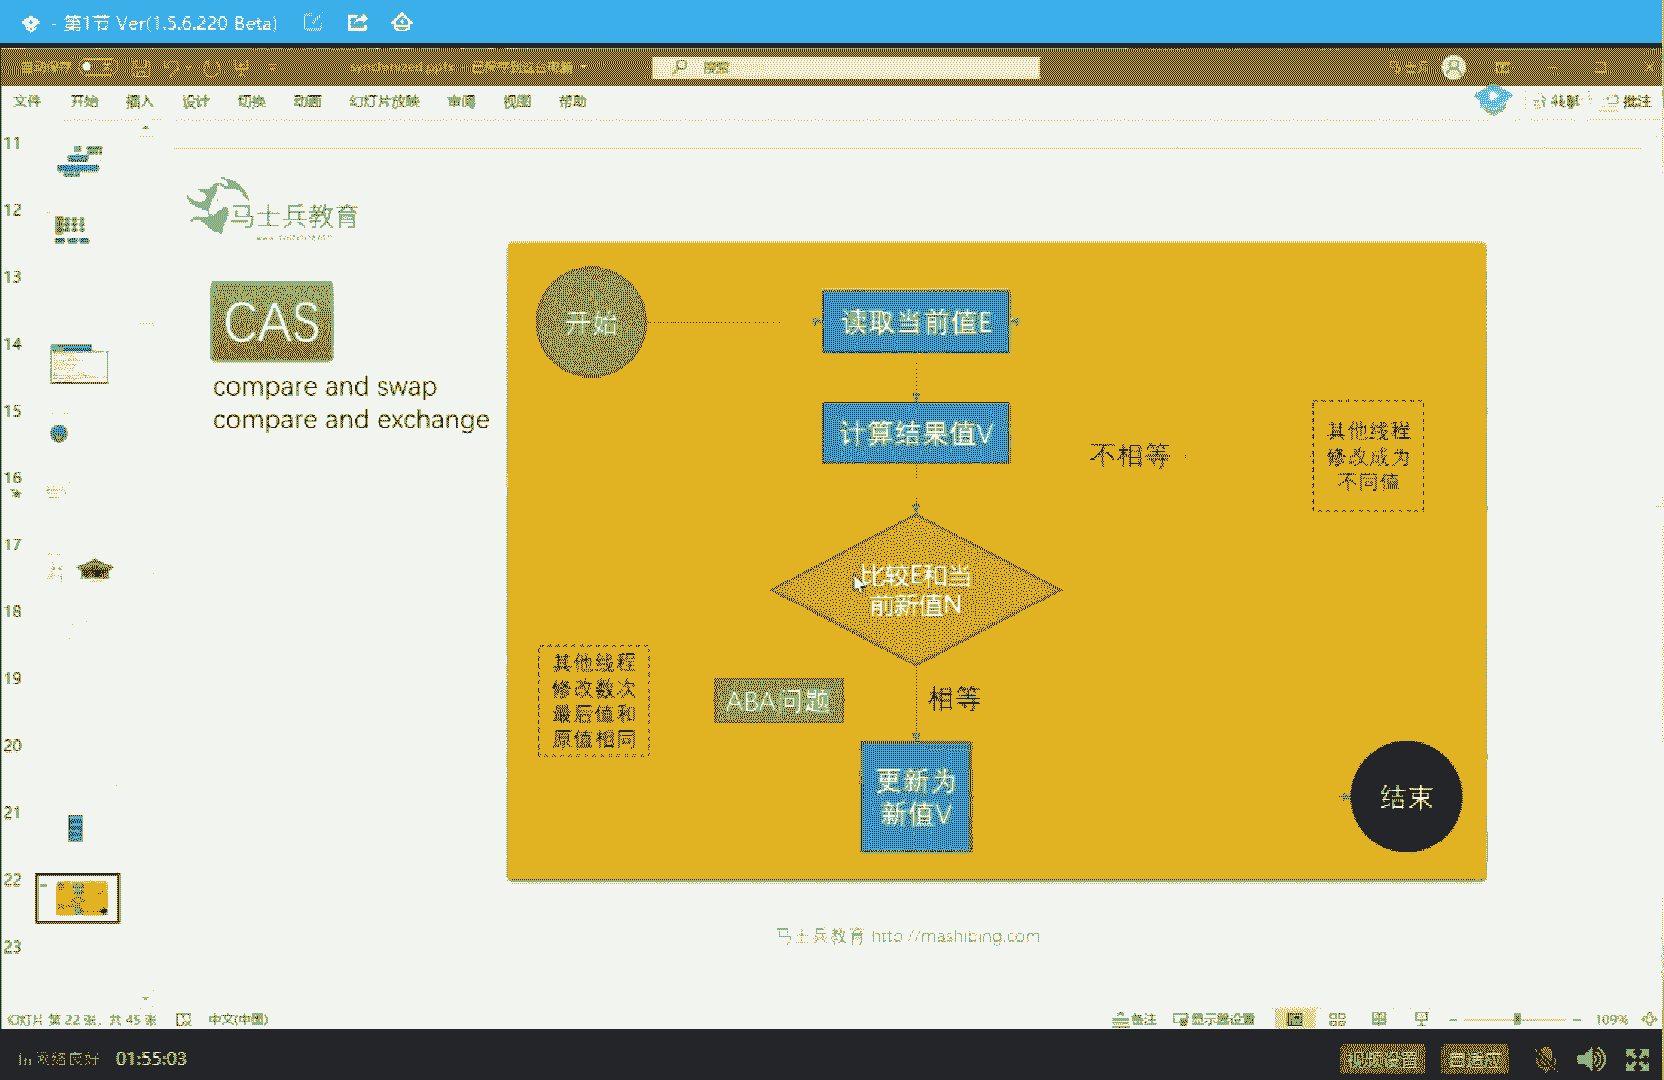 - 第1节 Ver(1.5.6.220 Beta)
搜索
文件 开始 插入 设计 切换 动画 幻灯片放映 审阅 视图 帮助
共享 批注
11
12
13
14
15
16
17
18
19
20
21
22
23
马士兵教育
CAS
compare and swap
compare and exchange
开始
读取当前值E
计算结果值V
不相等
其他线程
修改成为
不同值
比较E和当
前新值N
其他线程
修改数次
最后值和
原值相同
ABA问题
相等
更新为
新值V
结束
马士兵教育 http://mashibing.com
幻灯片 第 22 张，共 45 张 中文(中国)
备注 显示器设置 109%
网络良好 01:55:03
视频设置 自适应